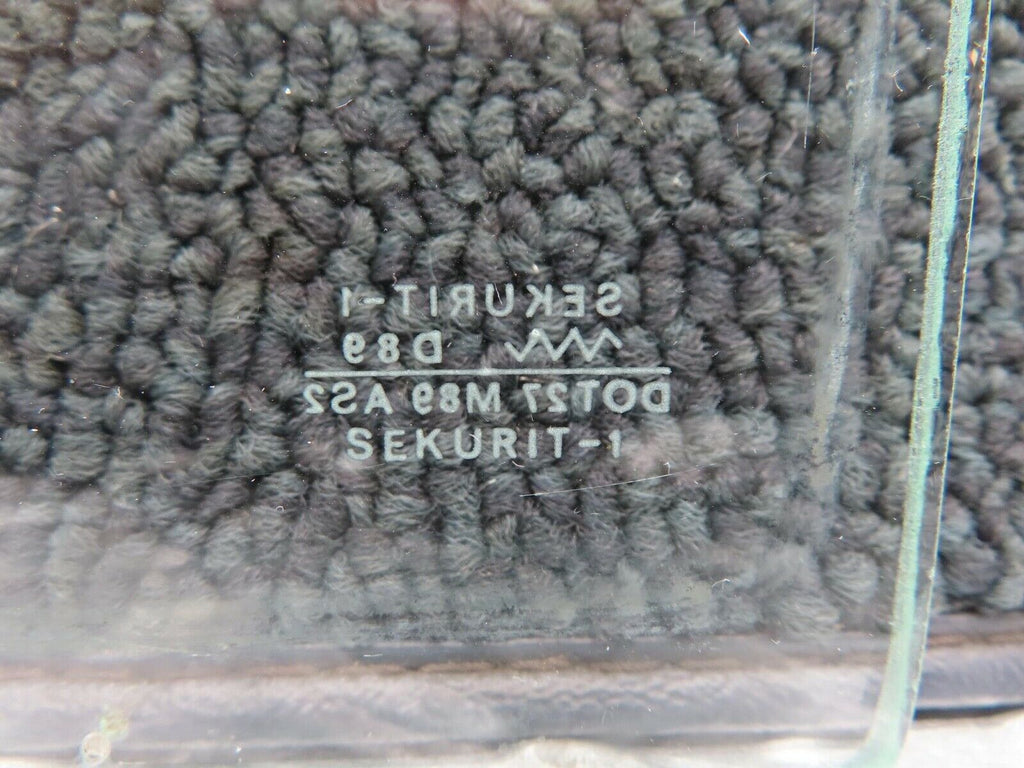 SEKURIT-1
D89
DOT27 M89 AS2
SEKURIT-1